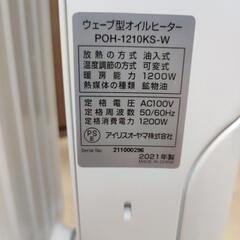 ウェーブ型オイルヒーター
POH-1210KS-W
放熱の方式 油入式
温度調節の方式 可変式
暖房能力 1200W
熱媒体の種類 鉱物油
定格電圧 AC100V
定格周波数 50/60Hz
定格消費電力 1200W
PS
E
アイリスオーヤマ株式会社
Serial No.: 211000296
2021年製
MADE IN CHINA